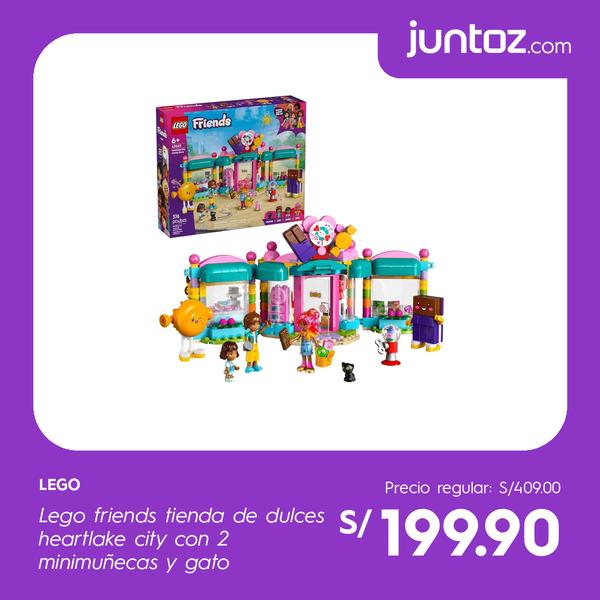 juntoz.com
LEGO
Friends
6+
376
LEGO
Precio regular: S/409.00
Lego friends tienda de dulces
heartlake city con 2
minimuñecas y gato
S/199.90